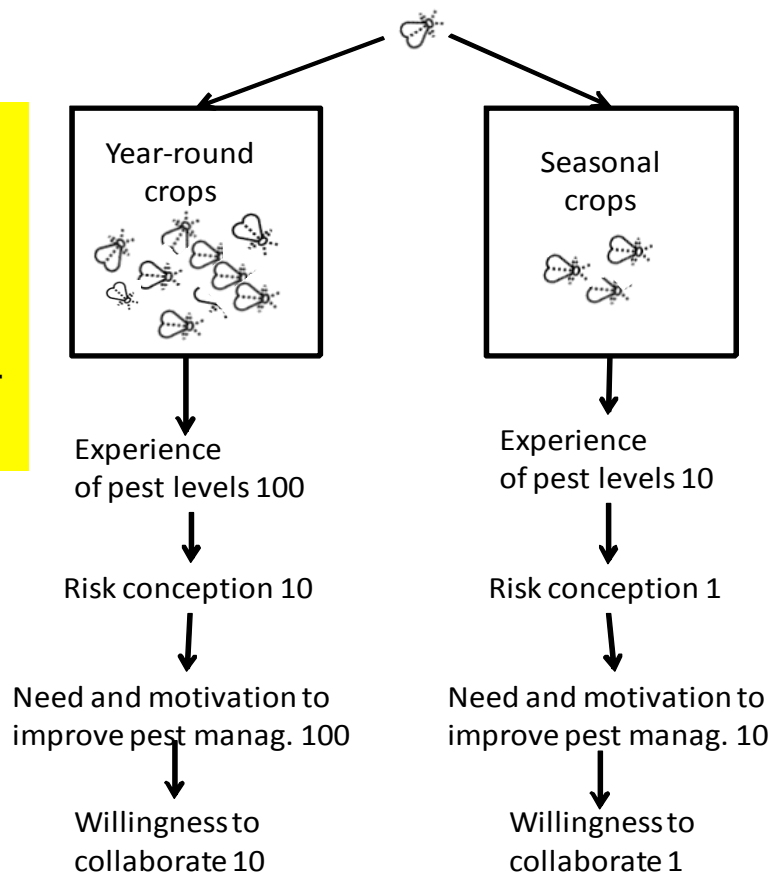 Year-round
crops
Experience
of pest levels 100
Risk conception 10
Need and motivation to
improve pest manag. 100
Willingness to
collaborate 10
Seasonal
crops
Experience
of pest levels 10
Risk conception 1
Need and motivation to
improve pest manag. 10
Willingness to
collaborate 1